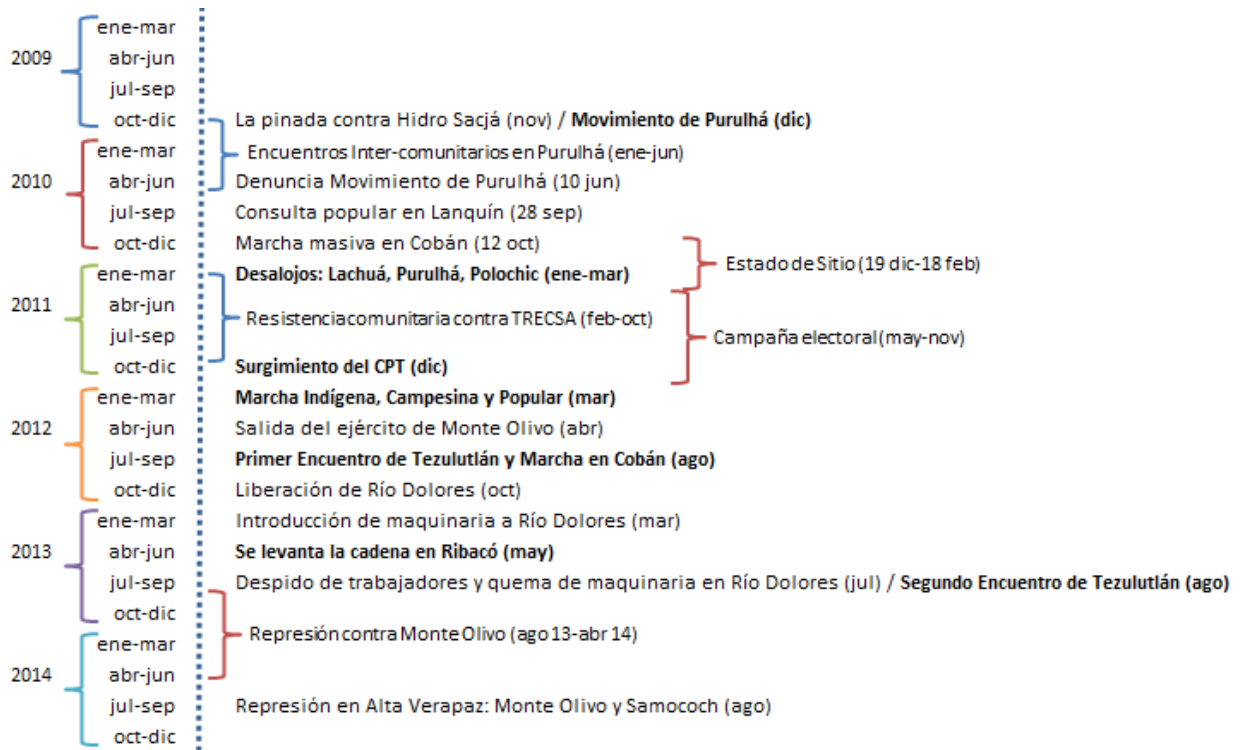 ene-mar
2009 abr-jun
jul-sep
oct-dic La pinada contra Hidro Sacjá (nov) / Movimiento de Purulhá (dic)
ene-mar Encuentros Inter-comunitarios en Purulhá (ene-jun)
2010 abr-jun Denuncia Movimiento de Purulhá (10 jun)
jul-sep Consulta popular en Lanquín (28 sep)
oct-dic Marcha masiva en Cobán (12 oct)
Estado de Sitio (19 dic-18 feb)
ene-mar Desalojos: Lachuá, Purulhá, Polochic (ene-mar)
2011 abr-jun
Resistencia comunitaria contra TRECSA (feb-oct)
jul-sep Campaña electoral (may-nov)
oct-dic Surgimiento del CPT (dic)
ene-mar Marcha Indígena, Campesina y Popular (mar)
2012 abr-jun Salida del ejército de Monte Olivo (abr)
jul-sep Primer Encuentro de Tezulutlán y Marcha en Cobán (ago)
oct-dic Liberación de Río Dolores (oct)
ene-mar Introducción de maquinaria a Río Dolores (mar)
2013 abr-jun Se levanta la cadena en Ribacó (may)
jul-sep Despido de trabajadores y quema de maquinaria en Río Dolores (jul) / Segundo Encuentro de Tezulutlán (ago)
oct-dic
Represión contra Monte Olivo (ago 13-abr 14)
ene-mar
2014 abr-jun
jul-sep Represión en Alta Verapaz: Monte Olivo y Samococh (ago)
oct-dic